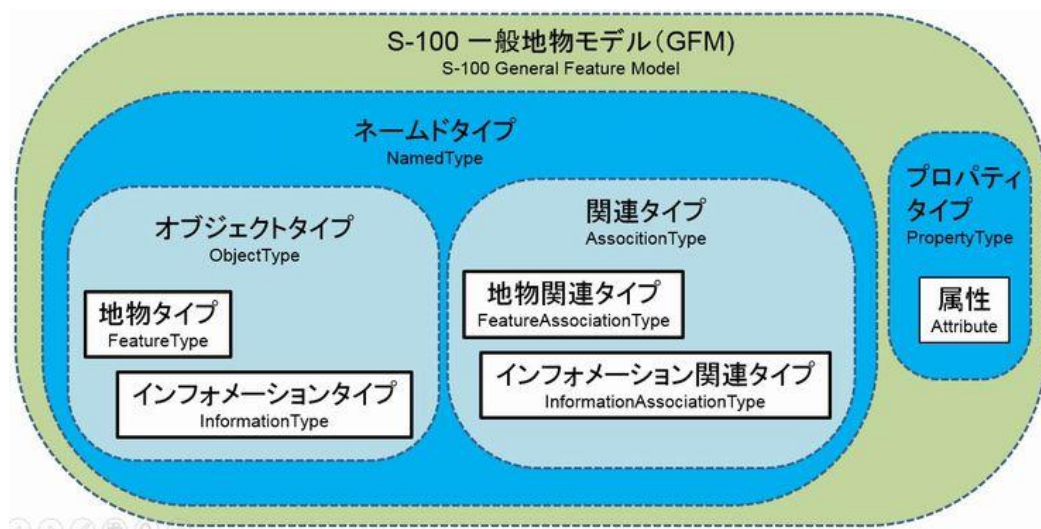 S-100 一般地物モデル(GFM)
S-100 General Feature Model
ネームドタイプ
NamedType
オブジェクトタイプ
ObjectType
地物タイプ
FeatureType
インフォメーションタイプ
InformationType
関連タイプ
AssocitionType
地物関連タイプ
FeatureAssociationType
インフォメーション関連タイプ
InformationAssociationType
プロパティ
タイプ
PropertyType
属性
Attribute